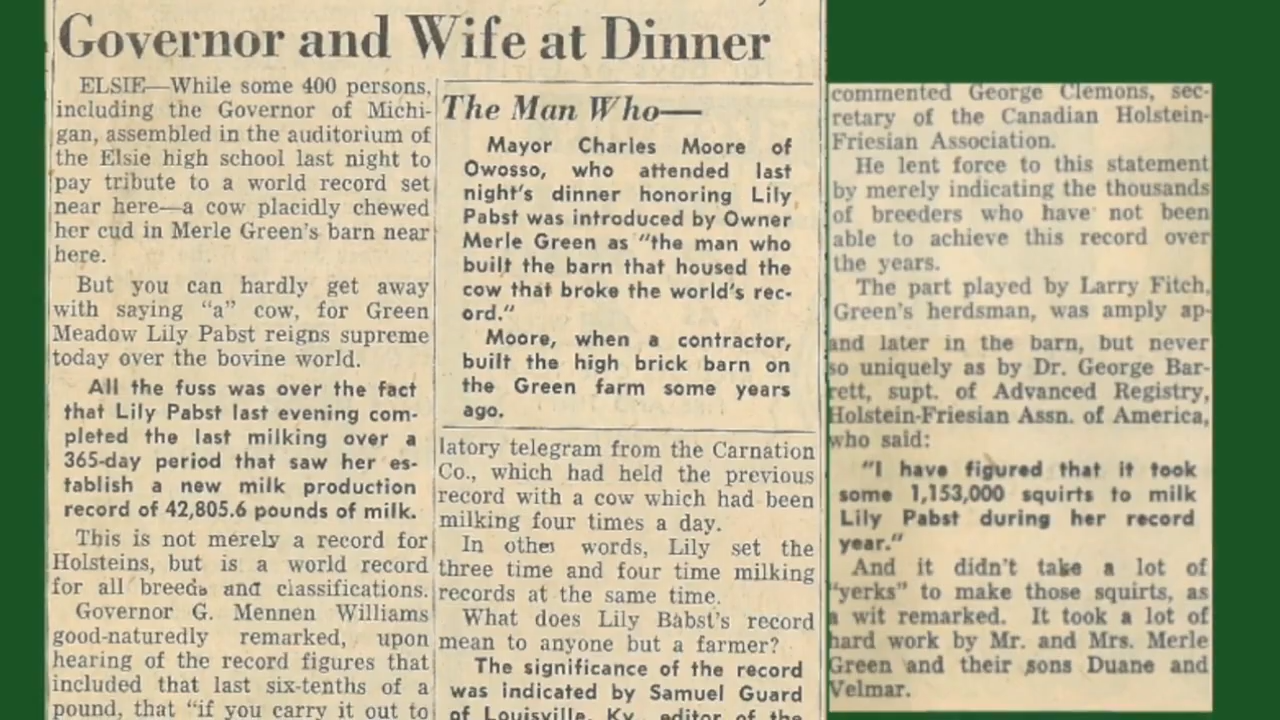 Governor and Wife at Dinner
ELSIE—While some 400 persons,
including the Governor of Michi-
gan, assembled in the auditorium of
the Elsie high school last night to
pay tribute to a world record set
near here—a cow placidly chewed
her cud in Merle Green's barn near
here.
But you can hardly get away
with saying "a" cow, for Green
Meadow Lily Pabst reigns supreme
today over the bovine world.
All the fuss was over the fact
that Lily Pabst last evening com-
pleted the last milking over a
365-day period that saw her es-
tablish a new milk production
record of 42,805.6 pounds of milk.
This is not merely a record for
Holsteins, but is a world record
for all breeds and classifications.
Governor G. Mennen Williams
good-naturedly remarked, upon
hearing of the record figures that
included that last six-tenths of a
pound, that "if you carry it out to
The Man Who—
Mayor Charles Moore of
Owosso, who attended last
night's dinner honoring Lily
Pabst was introduced by Owner
Merle Green as "the man who
built the barn that housed the
cow that broke the world's rec-
ord."
Moore, when a contractor,
built the high brick barn on
the Green farm some years
ago.
latory telegram from the Carnation
Co., which had held the previous
record with a cow which had been
milking four times a day.
In other words, Lily set the
three time and four time milking
records at the same time.
What does Lily Babst's record
mean to anyone but a farmer?
The significance of the record
was indicated by Samuel Guard
of Louisville, Ky., editor of the
commented George Clemons, sec-
retary of the Canadian Holstein-
Friesian Association.
He lent force to this statement
by merely indicating the thousands
of breeders who have not been
able to achieve this record over
the years.
The part played by Larry Fitch,
Green's herdsman, was amply ap-
and later in the barn, but never
so uniquely as by Dr. George Bar-
rett, supt. of Advanced Registry,
Holstein-Friesian Assn. of America,
who said:
"I have figured that it took
some 1,153,000 squirts to milk
Lily Pabst during her record
year."
And it didn't take a lot of
"yerks" to make those squirts, as
a wit remarked. It took a lot of
hard work by Mr. and Mrs. Merle
Green and their sons Duane and
Velmar.